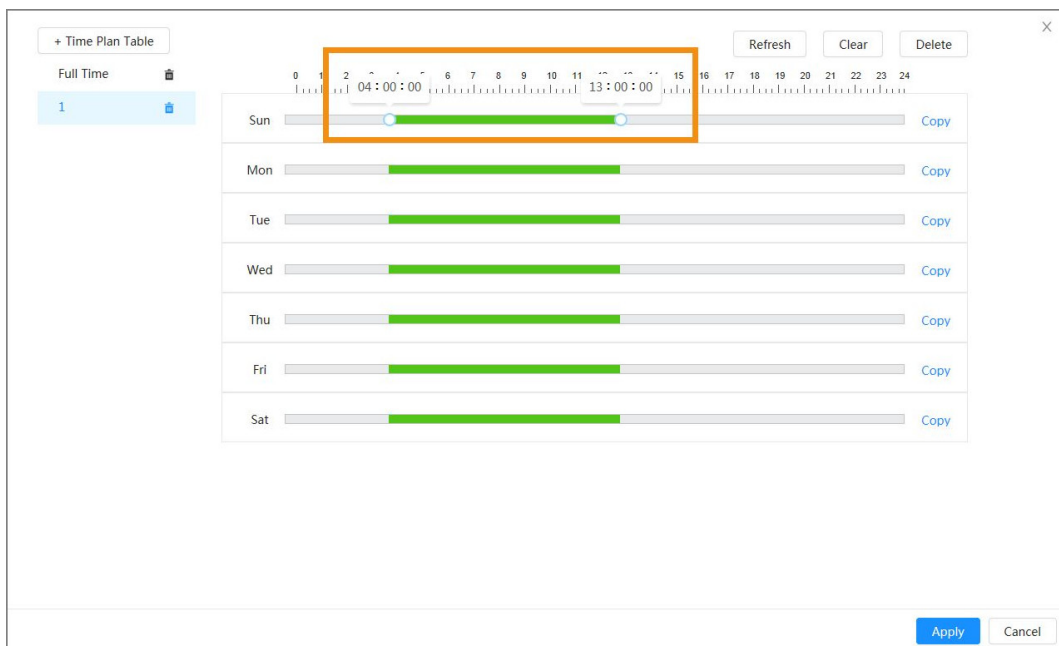 + Time Plan Table
Refresh Clear Delete X
Full Time
0 1 2 6 7 8 9 10 11 15 16 17 18 19 20 21 22 23 24
04:00:00 13:00:00
1
Sun Copy
Mon Copy
Tue Copy
Wed Copy
Thu Copy
Fri Copy
Sat Copy
Apply Cancel